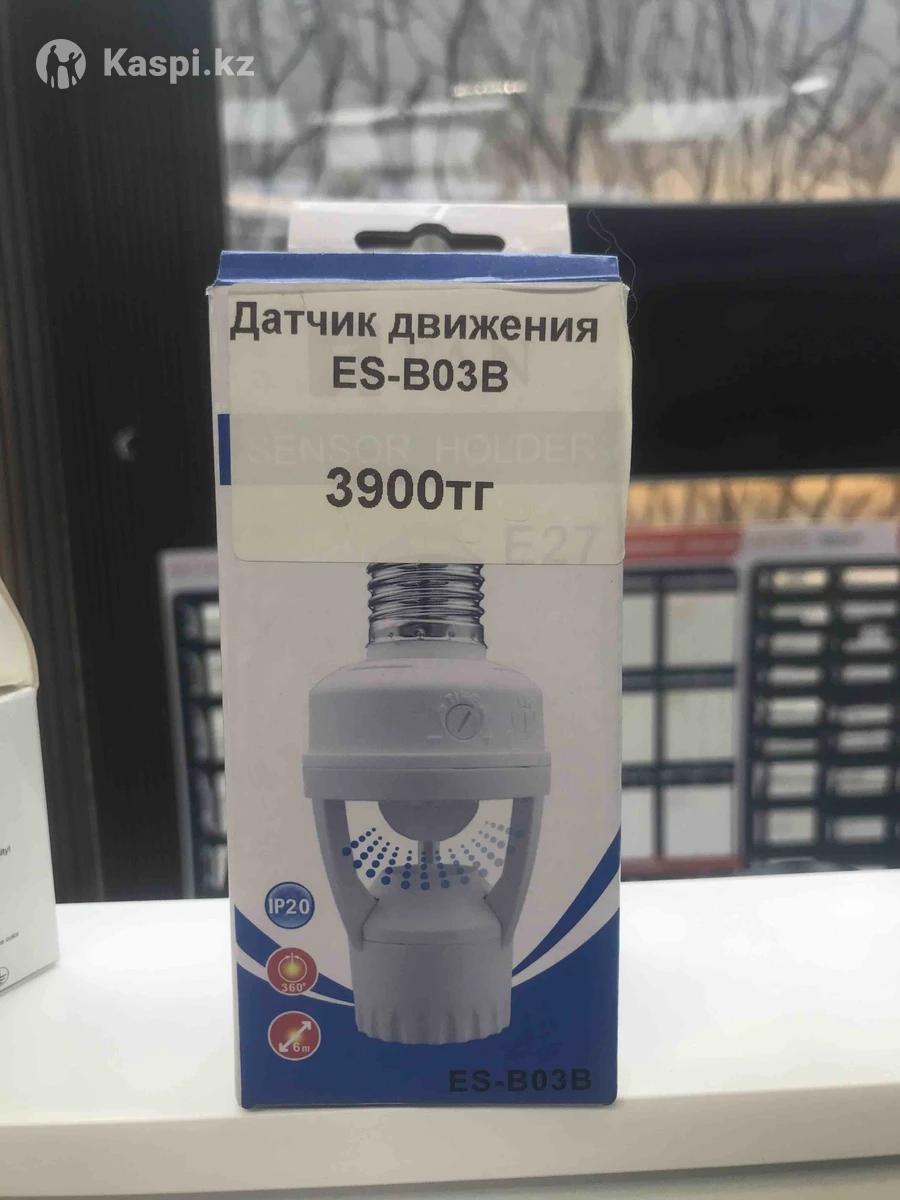 Kaspi.kz
Датчик движения
ES-B03B
SENSOR HOLDER
3900тг
E27
IP20
360°
6m
ES-B03B